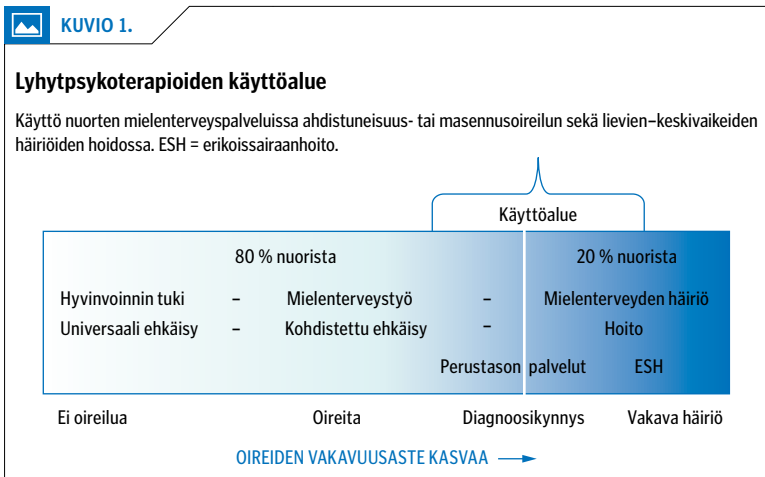 KUVIO 1.
Lyhytpsykoterapioiden käyttöalue
Käyttö nuorten mielenterveyspalveluissa ahdistuneisuus- tai masennusoireilun sekä lievien–keskivaikeiden
häiriöiden hoidossa. ESH = erikoissairaanhoito.
Käyttöalue
80 % nuorista 20 % nuorista
Hyvinvoinnin tuki – Mielenterveystyö – Mielenterveyden häiriö
Universaali ehkäisy – Kohdistettu ehkäisy – Hoito
Perustason palvelut ESH
Ei oireilua Oireita Diagnoosikynnys Vakava häiriö
OIREIDEN VAKAVUUSASTE KASVAA